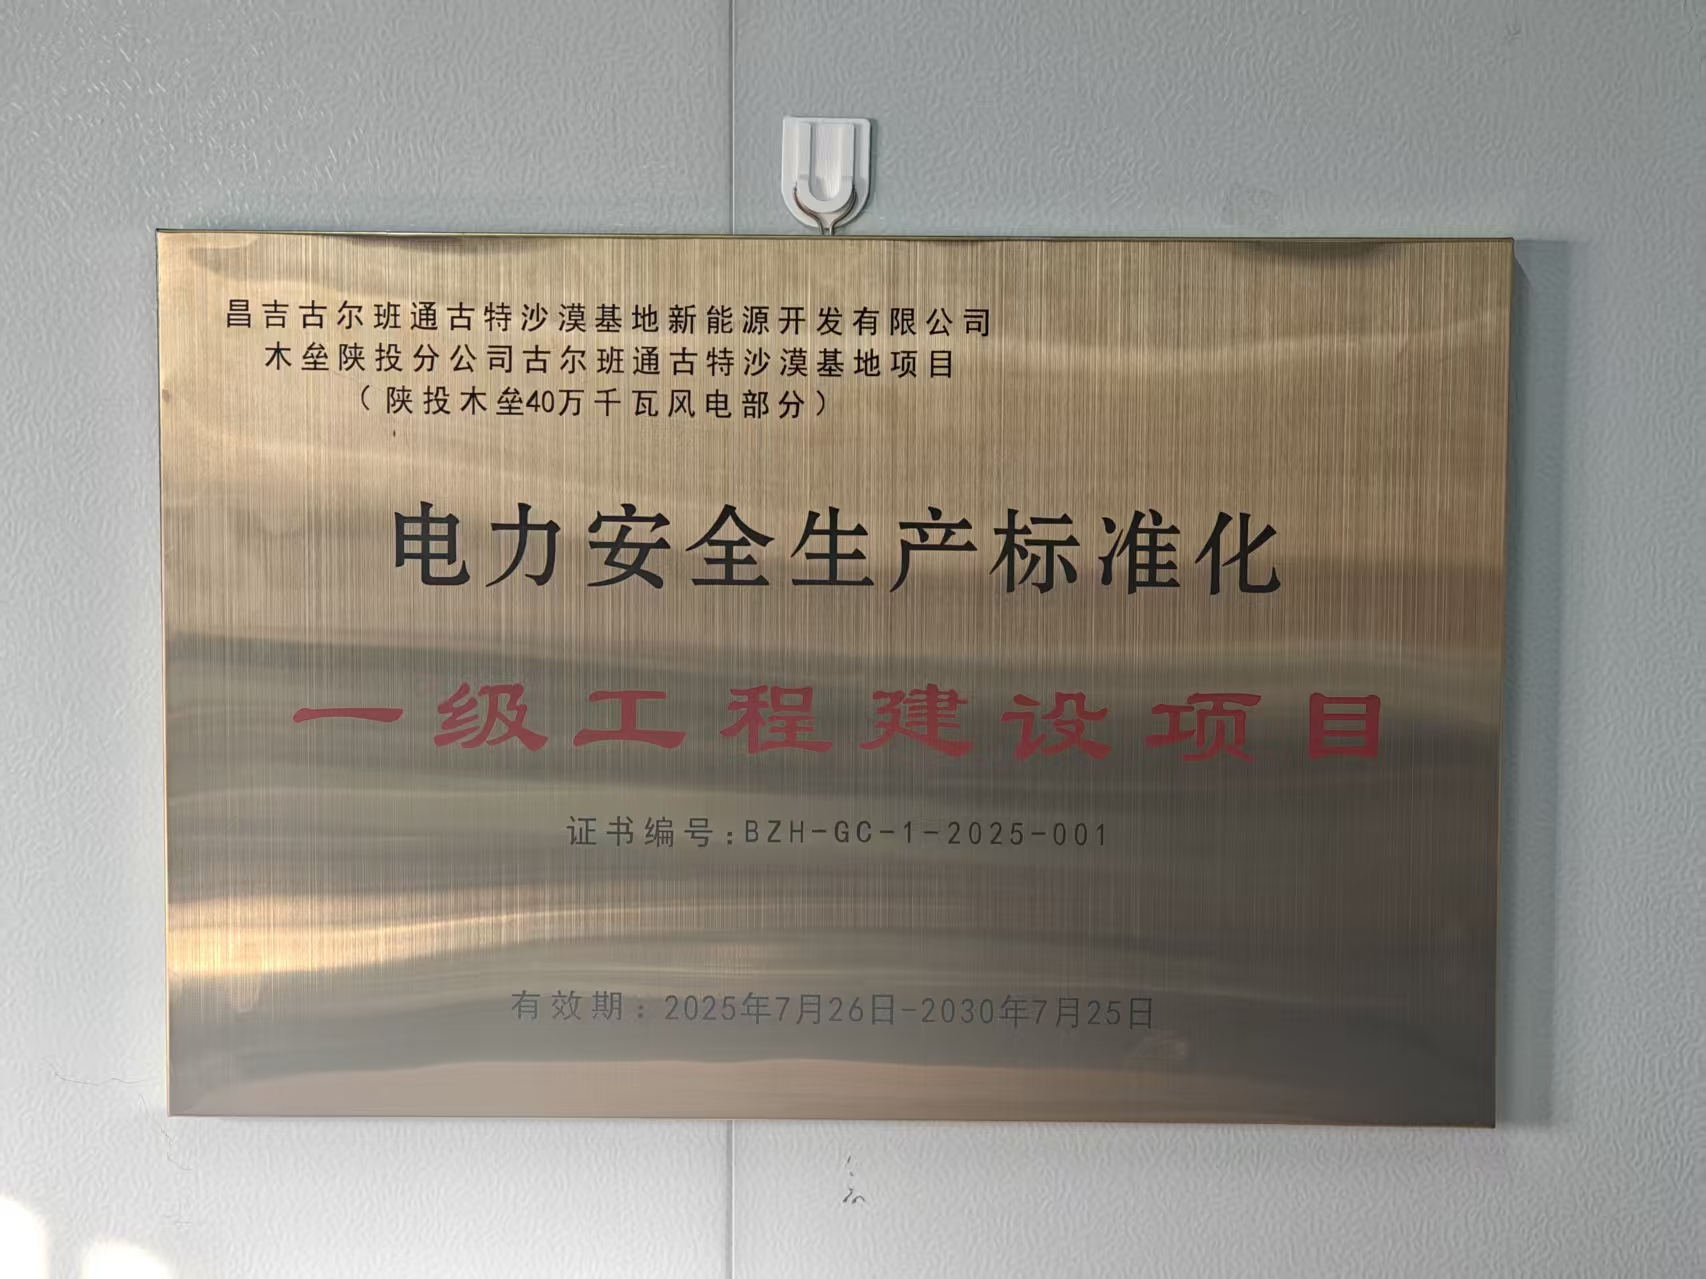 昌吉古尔班通古特沙漠基地新能源开发有限公司
木垒陕投分公司古尔班通古特沙漠基地项目
（陕投木垒40万千瓦风电部分）
电力安全生产标准化
一级工程建设项目
证书编号：BZH-GC-1-2025-001
有效期：2025年7月26日-2030年7月25日